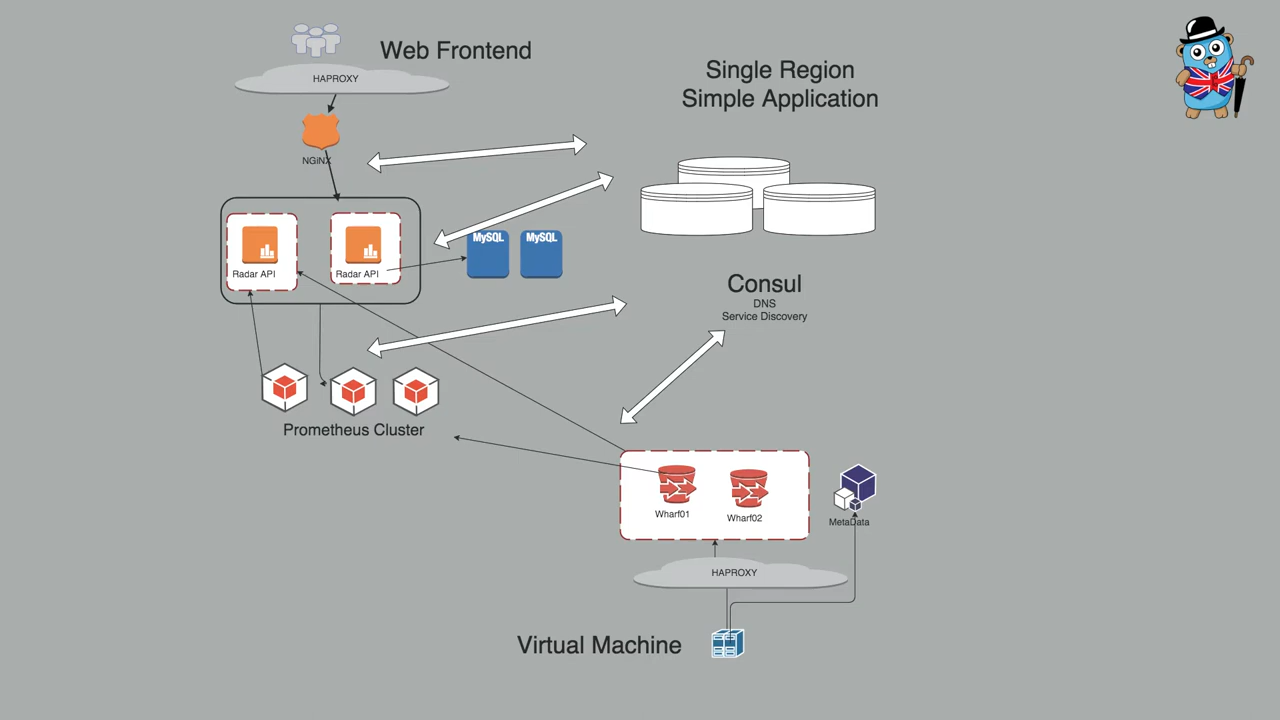 Web Frontend
HAPROXY
Single Region
Simple Application
NGiNX
MySQL
MySQL
Radar API
Radar API
Consul
DNS
Service Discovery
Prometheus Cluster
Wharf01
Wharf02
MetaData
HAPROXY
Virtual Machine